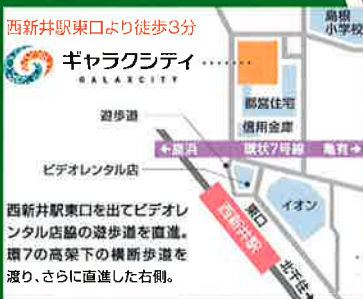 西新井駅東口より徒歩3分
島根
小学校
ギャラクシティ
GALAXCITY
都営住宅
信用金庫
遊歩道
←鹿浜 環状7号線 亀有→
ビデオレンタル店
イオン
東口
西新井駅
北千住
西新井駅東口を出てビデオレ
ンタル店脇の遊歩道を直進。
環7の高架下の横断歩道を
渡り、さらに直進した右側。